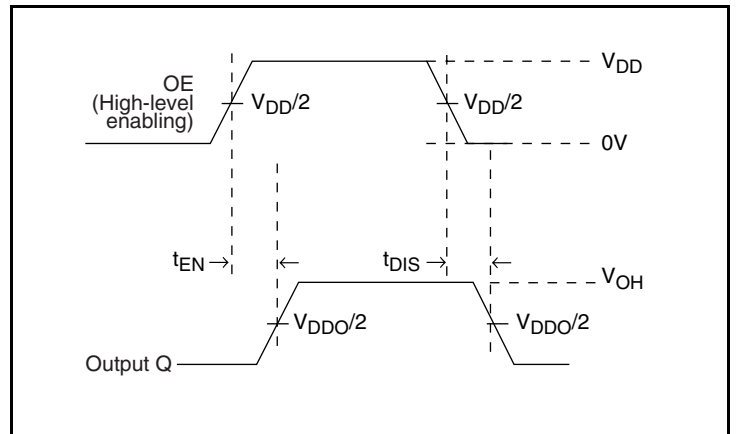 V_DD
OE
(High-level
enabling)
V_DD/2
V_DD/2
0V
t_EN
t_DIS
V_OH
V_DDO/2
V_DDO/2
Output Q